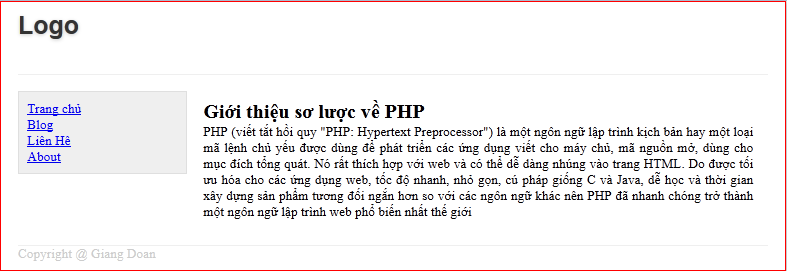 Logo
Trang chủ
Blog
Liên Hê
About
Giới thiệu sơ lược về PHP
PHP (viết tắt hồi quy "PHP: Hypertext Preprocessor") là một ngôn ngữ lập trình kịch bản hay một loại
mã lệnh chủ yếu được dùng để phát triển các ứng dụng viết cho máy chủ, mã nguồn mở, dùng cho
mục đích tổng quát. Nó rất thích hợp với web và có thể dễ dàng nhúng vào trang HTML. Do được tối
ưu hóa cho các ứng dụng web, tốc độ nhanh, nhỏ gọn, cú pháp giống C và Java, dễ học và thời gian
xây dựng sản phẩm tương đối ngắn hơn so với các ngôn ngữ khác nên PHP đã nhanh chóng trở thành
một ngôn ngữ lập trình web phổ biến nhất thế giới
Copyright @ Giang Doan